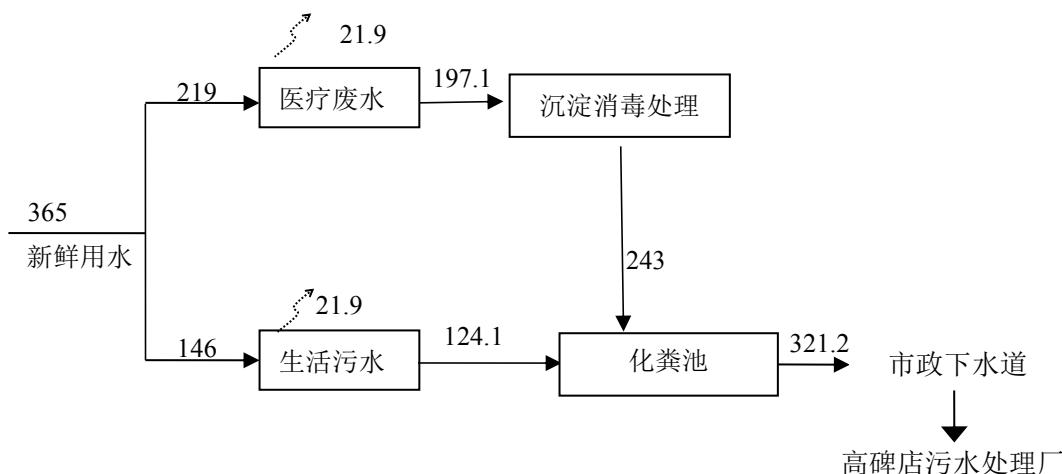 21.9
219
医疗废水
197.1
沉淀消毒处理
365
新鲜用水
243
21.9
146
生活污水
124.1
化粪池
321.2
市政下水道
高碑店污水处理厂